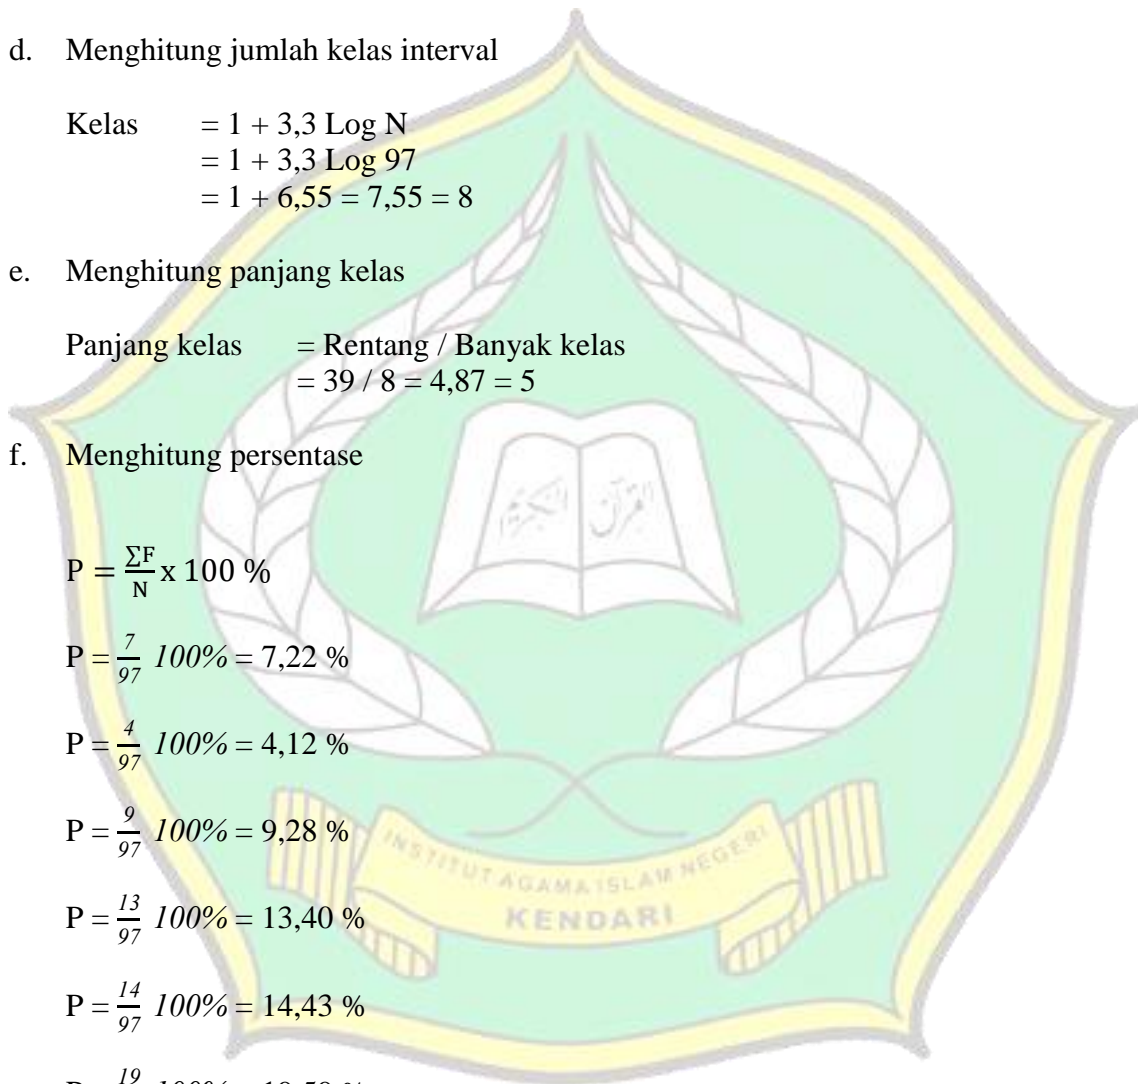 d. Menghitung jumlah kelas interval
Kelas = 1 + 3,3 Log N
= 1 + 3,3 Log 97
= 1 + 6,55 = 7,55 = 8
e. Menghitung panjang kelas
Panjang kelas = Rentang / Banyak kelas
= 39 / 8 = 4,87 = 5
f. Menghitung persentase
P = ΣF/N x 100 %
P = 7/97 100% = 7,22 %
P = 4/97 100% = 4,12 %
P = 9/97 100% = 9,28 %
P = 13/97 100% = 13,40 %
P = 14/97 100% = 14,43 %
INSTITUT AGAMA ISLAM NEGERI
KENDARI